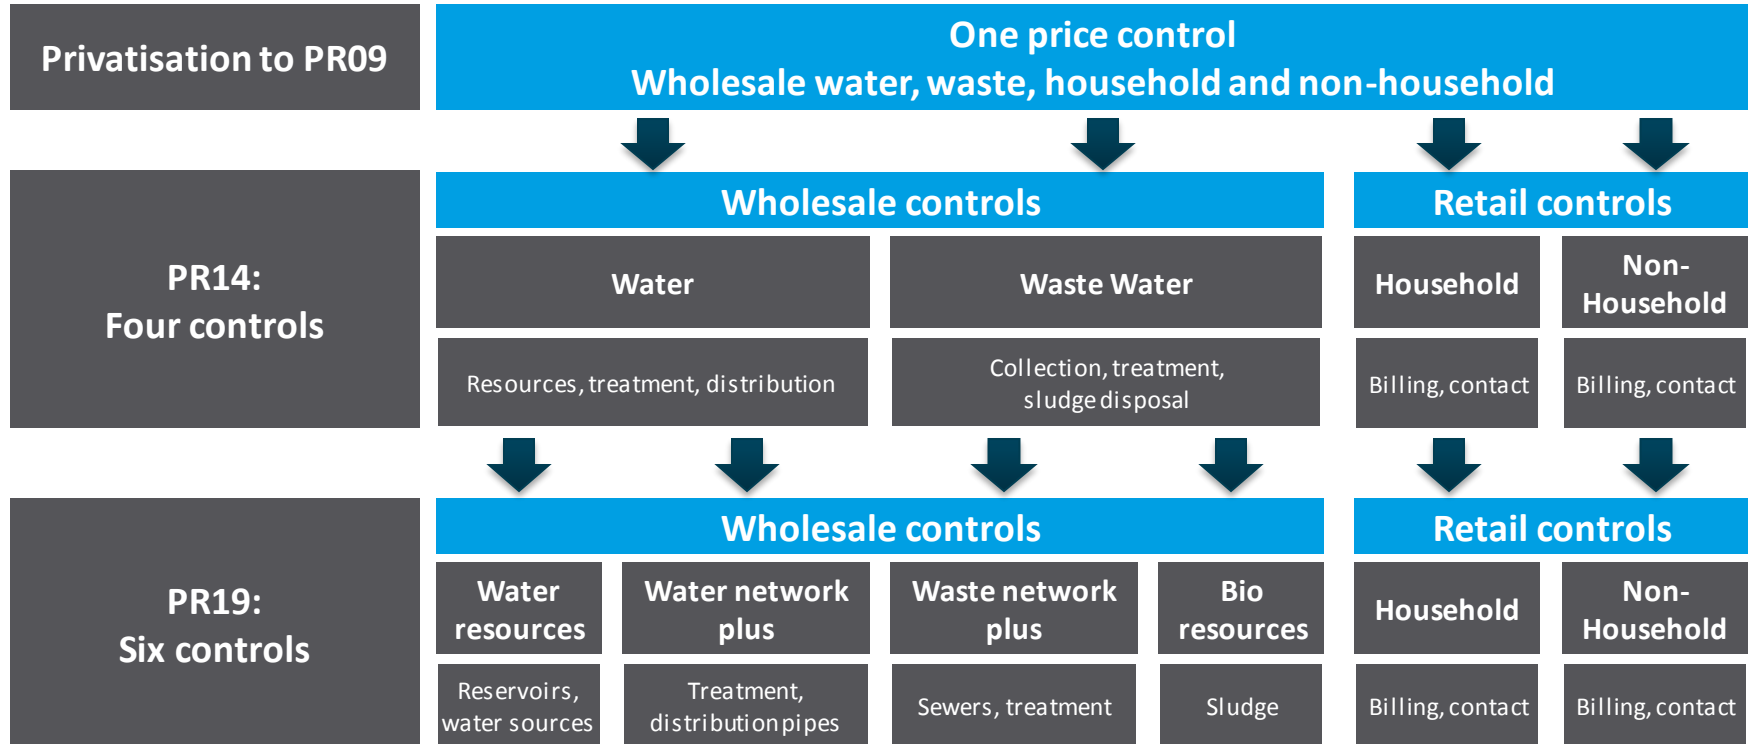 Privatisation to PR09
One price control
Wholesale water, waste, household and non-household
PR14:
Four controls
Wholesale controls
Retail controls
Water
Waste Water
Household
Non-
Household
Resources, treatment, distribution
Collection, treatment,
sludge disposal
Billing, contact
Billing, contact
PR19:
Six controls
Wholesale controls
Retail controls
Water
resources
Water network
plus
Waste network
plus
Bio
resources
Household
Non-
Household
Reservoirs,
water sources
Treatment,
distribution pipes
Sewers, treatment
Sludge
Billing, contact
Billing, contact